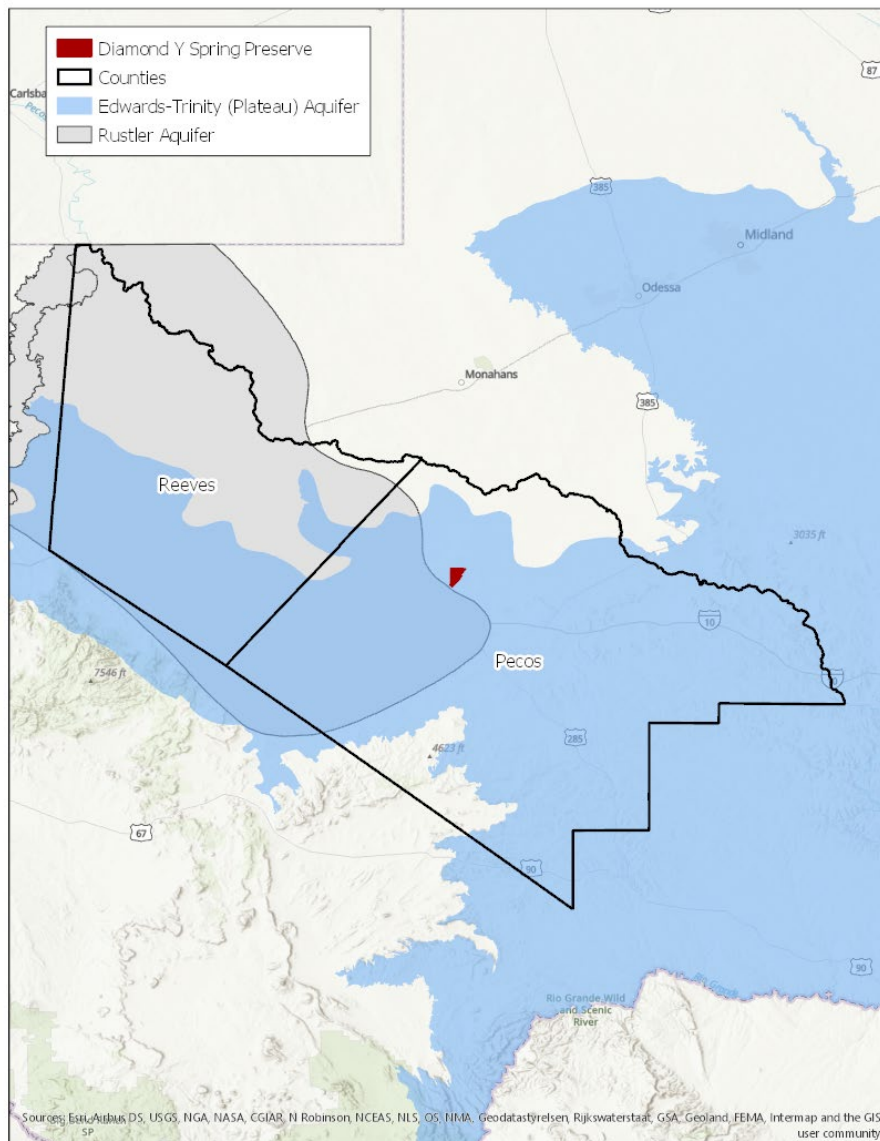 Diamond Y Spring Preserve
Counties
Edwards-Trinity (Plateau) Aquifer
Rustler Aquifer
87
385
Midland
Odessa
Monahans
385
Reeves
3035 ft
10
Pecos
7546 ft
4623 ft
285
67
90
90
Rio Grande
Rio Grande Wild
and Scenic
River
Sources: Esri, Airbus DS, USGS, NGA, NASA, CGIAR, N Robinson, NCEAS, NLS, OS, NMA, Geodatastyrelsen, Rijkswaterstaat, GSA, Geoland, FEMA, Intermap and the GIS
user community
SP